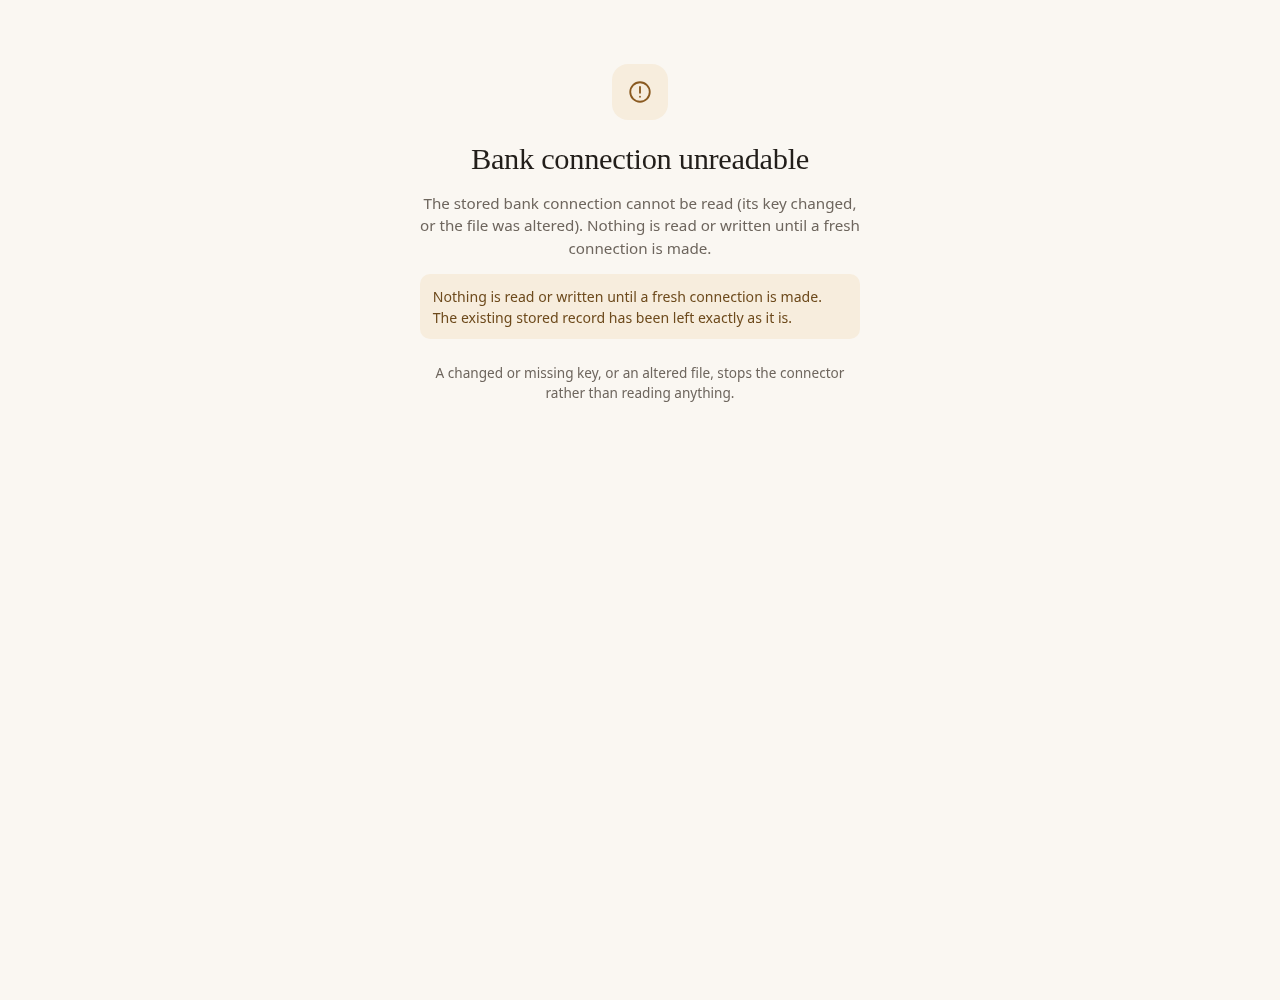 Bank connection unreadable
The stored bank connection cannot be read (its key changed,
or the file was altered). Nothing is read or written until a fresh
connection is made.
Nothing is read or written until a fresh connection is made.
The existing stored record has been left exactly as it is.
A changed or missing key, or an altered file, stops the connector
rather than reading anything.